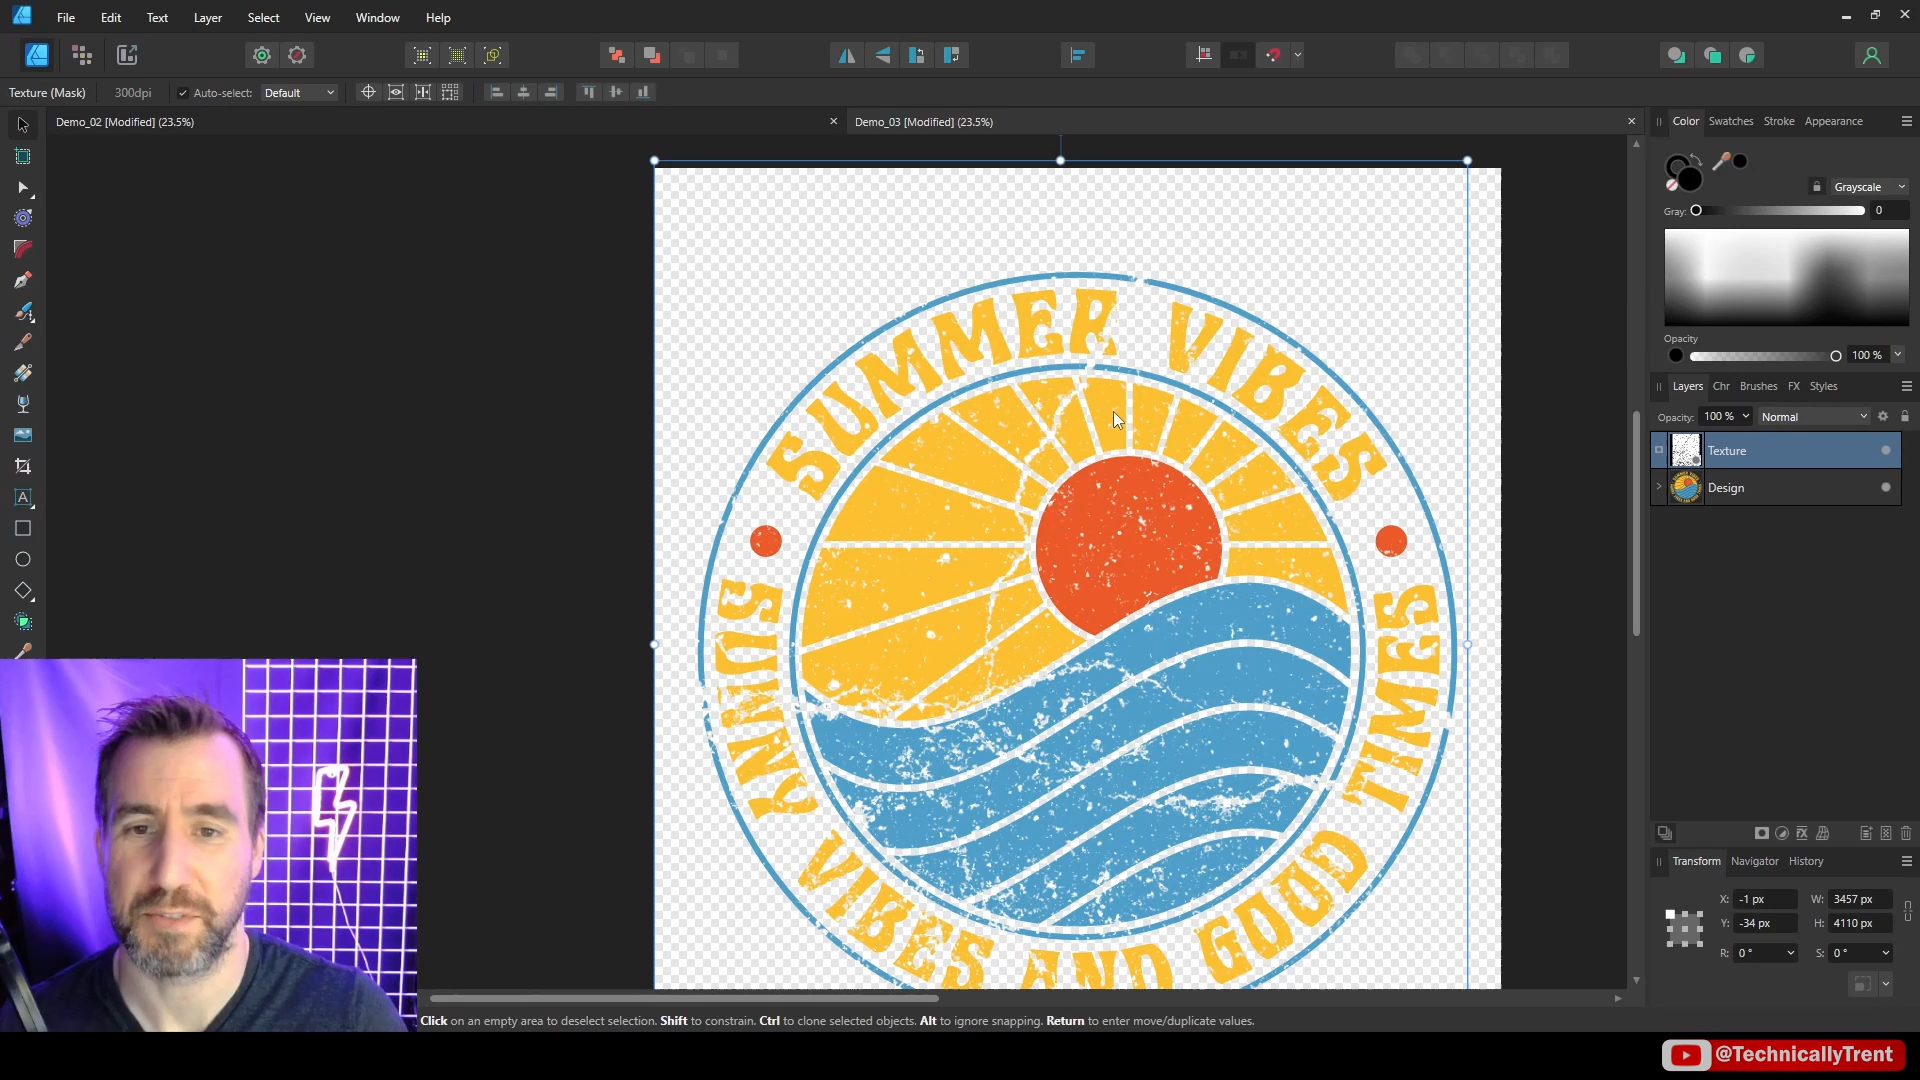 File Edit Text Layer Select View Window Help
Texture (Mask) 300dpi Auto-select: Default
Demo_02 [Modified] (23.5%)
Demo_03 [Modified] (23.5%)
Color Swatches Stroke Appearance
Grayscale
Gray: 0
Opacity
100 %
Layers Chr Brushes FX Styles
Opacity: 100 % Normal
Texture
Design
SUMMER VIBES
SUNNY VIBES AND GOOD TIMES
Transform Navigator History
X: -1 px W: 3457 px
Y: -34 px H: 4110 px
R: 0 ° S: 0 °
Click on an empty area to deselect selection. Shift to constrain. Ctrl to clone selected objects. Alt to ignore snapping. Return to enter move/duplicate values.
@TechnicallyTrent